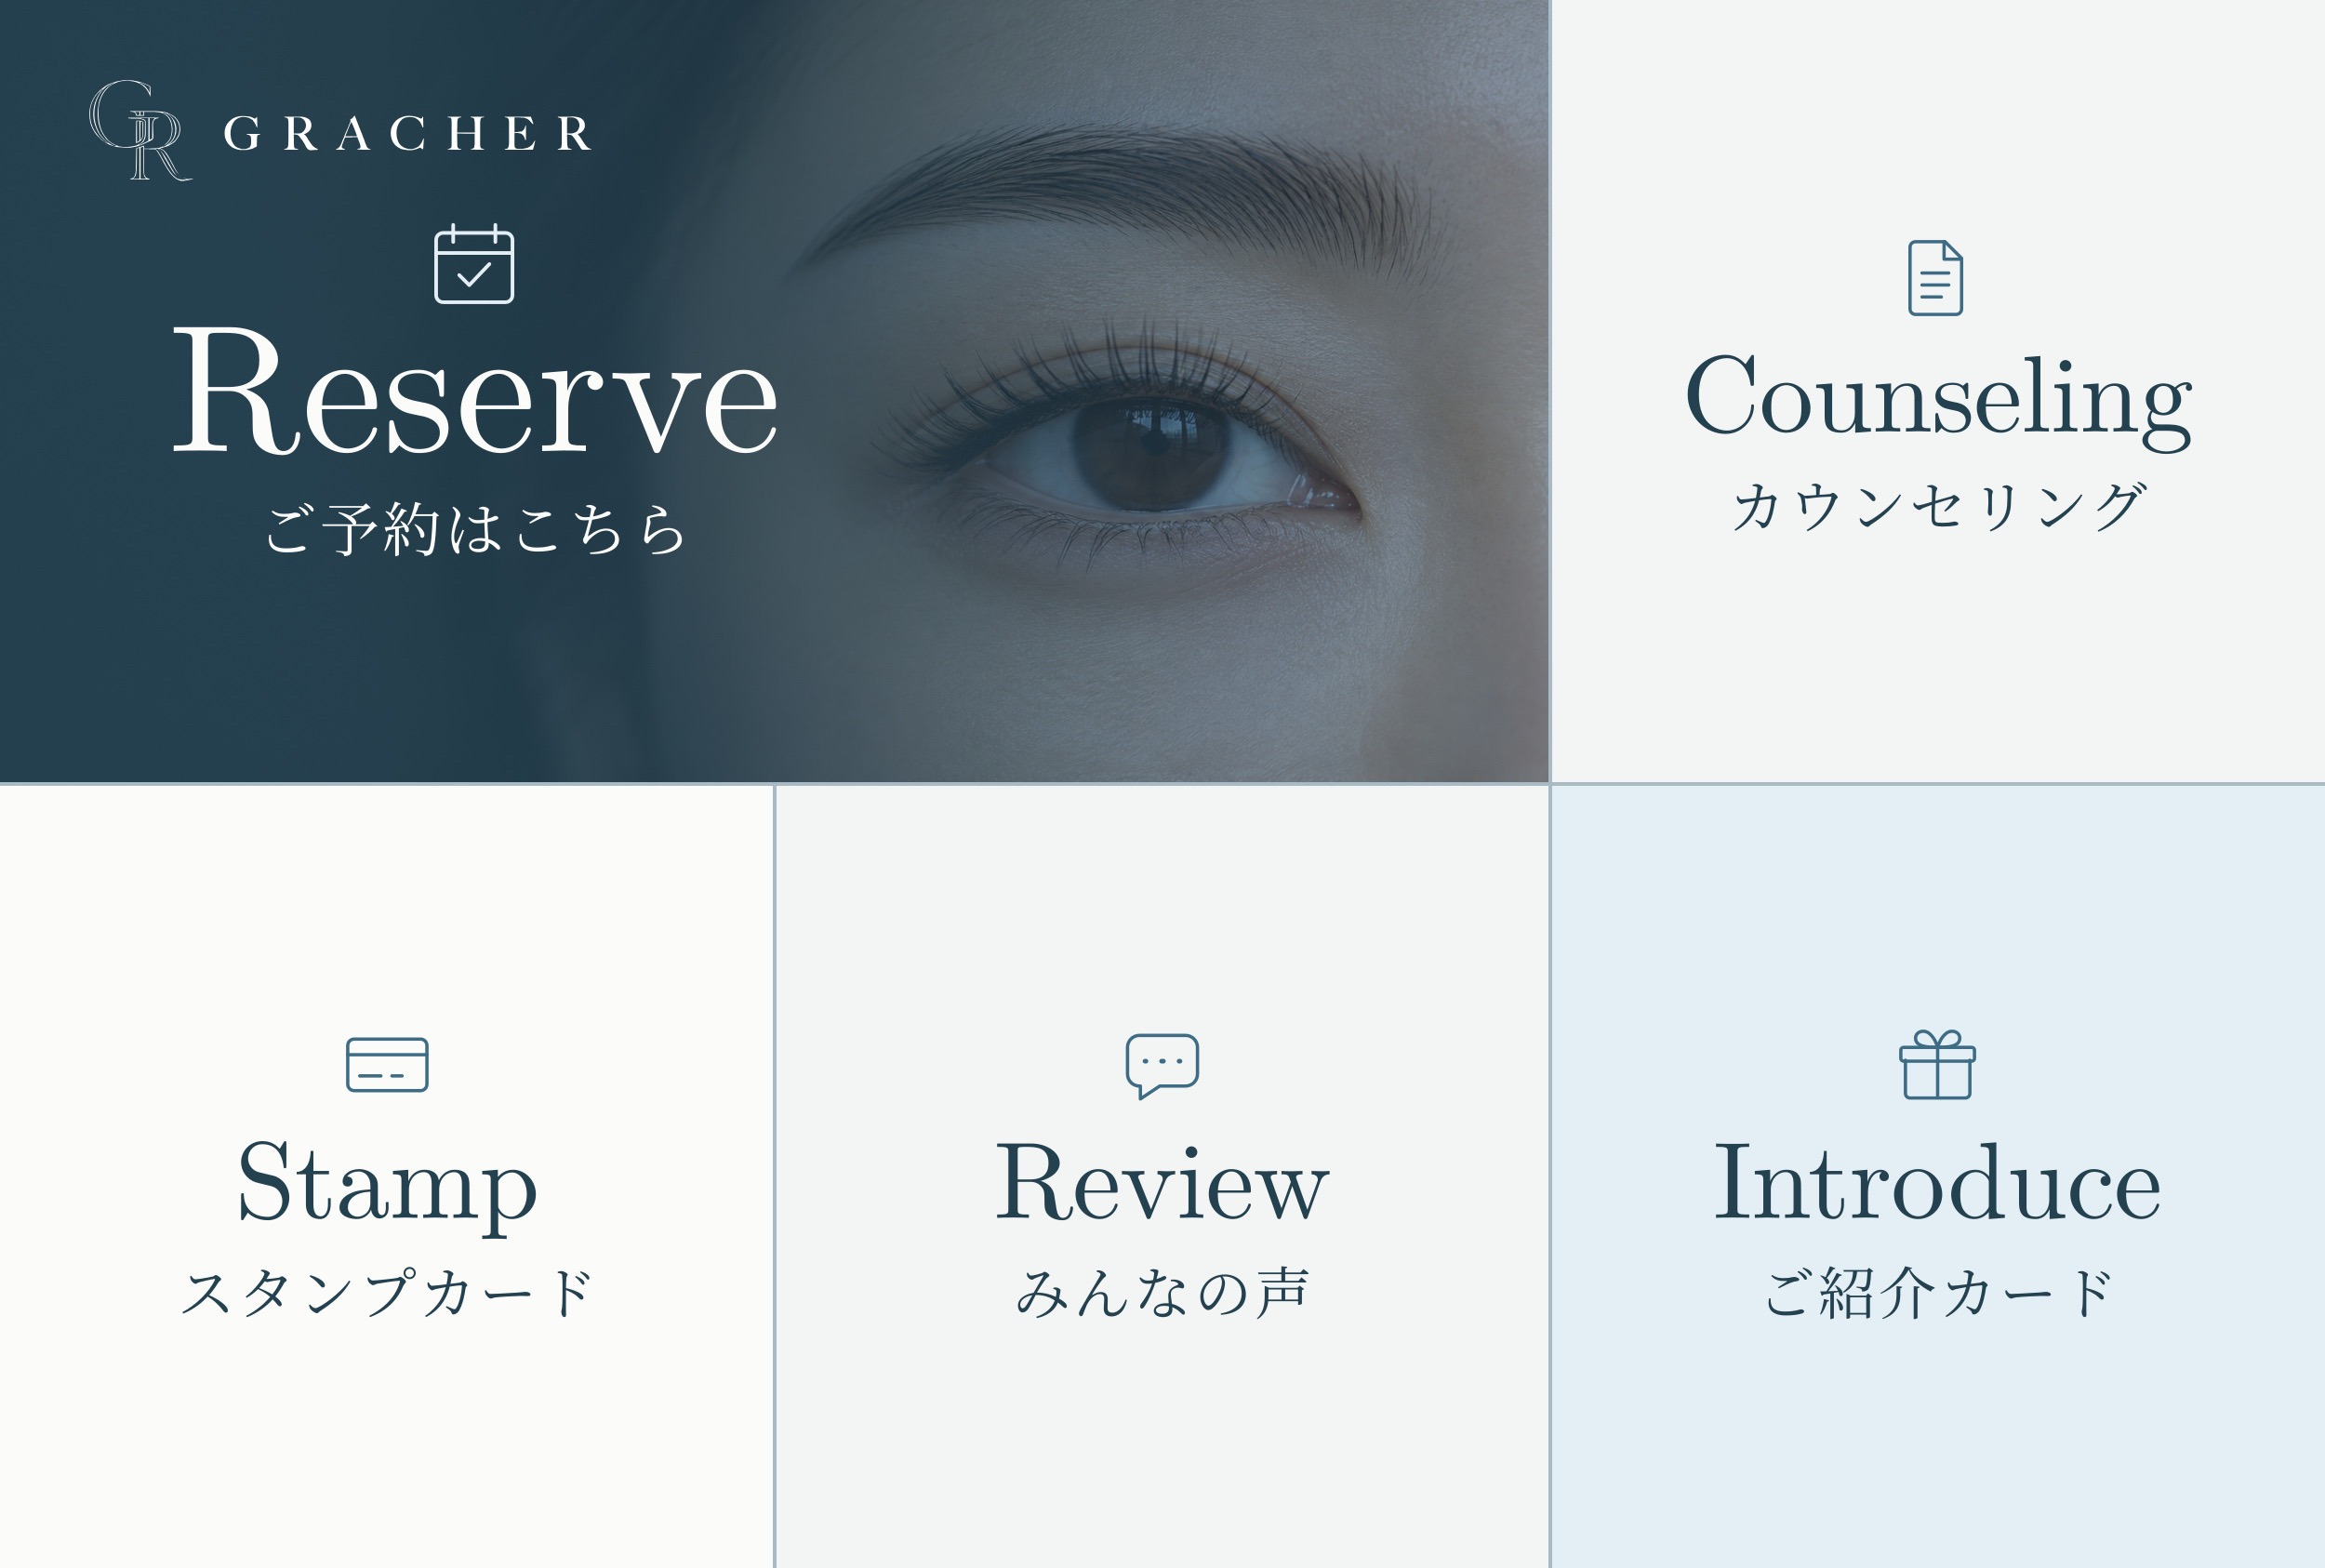 GR GRACHER
Reserve
ご予約はこちら
Counseling
カウンセリング
Stamp
スタンプカード
Review
みんなの声
Introduce
ご紹介カード